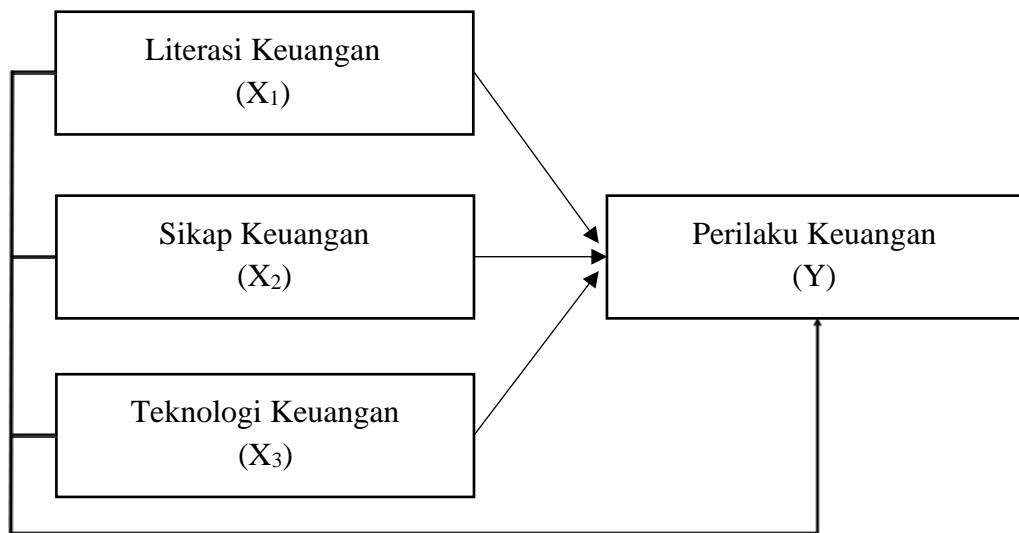 Literasi Keuangan
(X₁)
Sikap Keuangan
(X₂)
Teknologi Keuangan
(X₃)
Perilaku Keuangan
(Y)